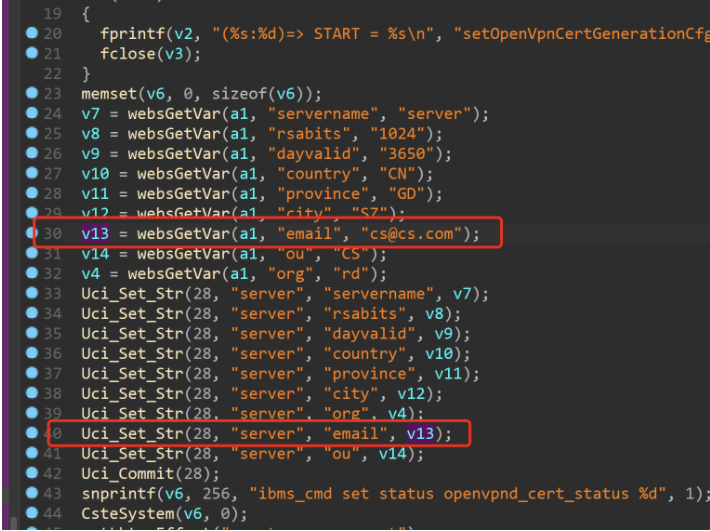 19 {
20 fprintf(v2, "(%s:%d)=> START = %s\n", "setOpenVpnCertGenerationCfg
21 fclose(v3);
22 }
23 memset(v6, 0, sizeof(v6));
24 v7 = websGetVar(a1, "servername", "server");
25 v8 = websGetVar(a1, "rsabits", "1024");
26 v9 = websGetVar(a1, "dayvalid", "3650");
27 v10 = websGetVar(a1, "country", "CN");
28 v11 = websGetVar(a1, "province", "GD");
29 v12 = websGetVar(a1, "city", "SZ");
30 v13 = websGetVar(a1, "email", "cs@cs.com");
31 v14 = websGetVar(a1, "ou", "CS");
32 v4 = websGetVar(a1, "org", "rd");
33 Uci_Set_Str(28, "server", "servername", v7);
34 Uci_Set_Str(28, "server", "rsabits", v8);
35 Uci_Set_Str(28, "server", "dayvalid", v9);
36 Uci_Set_Str(28, "server", "country", v10);
37 Uci_Set_Str(28, "server", "province", v11);
38 Uci_Set_Str(28, "server", "city", v12);
39 Uci_Set_Str(28, "server", "org", v4);
40 Uci_Set_Str(28, "server", "email", v13);
41 Uci_Set_Str(28, "server", "ou", v14);
42 Uci_Commit(28);
43 snprintf(v6, 256, "ibms_cmd set status openvpnd_cert_status %d", 1);
44 CsteSystem(v6, 0);